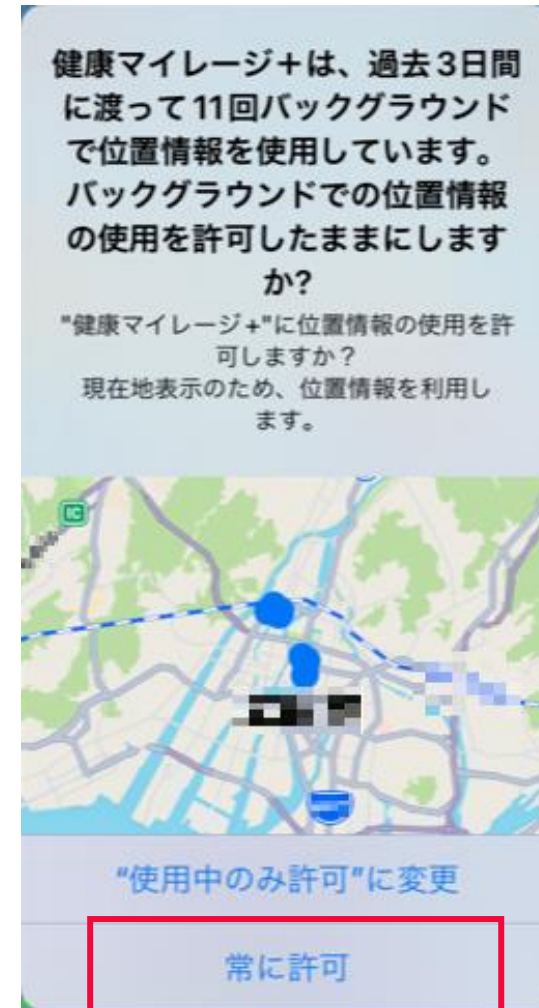 健康マイレージ＋は、過去3日間
に渡って11回バックグラウンド
で位置情報を使用しています。
バックグラウンドでの位置情報
の使用を許可したままにします
か?
"健康マイレージ+"に位置情報の使用を許
可しますか？
現在地表示のため、位置情報を利用し
ます。
IC
“使用中のみ許可”に変更
常に許可